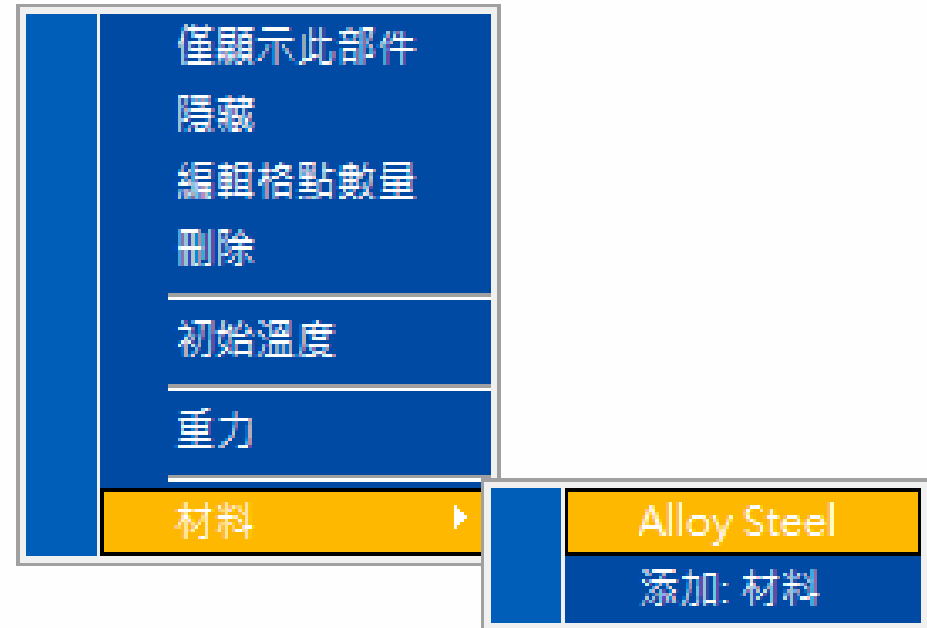 僅顯示此部件
隱藏
編輯格點數量
刪除
初始溫度
重力
材料
Alloy Steel
添加: 材料